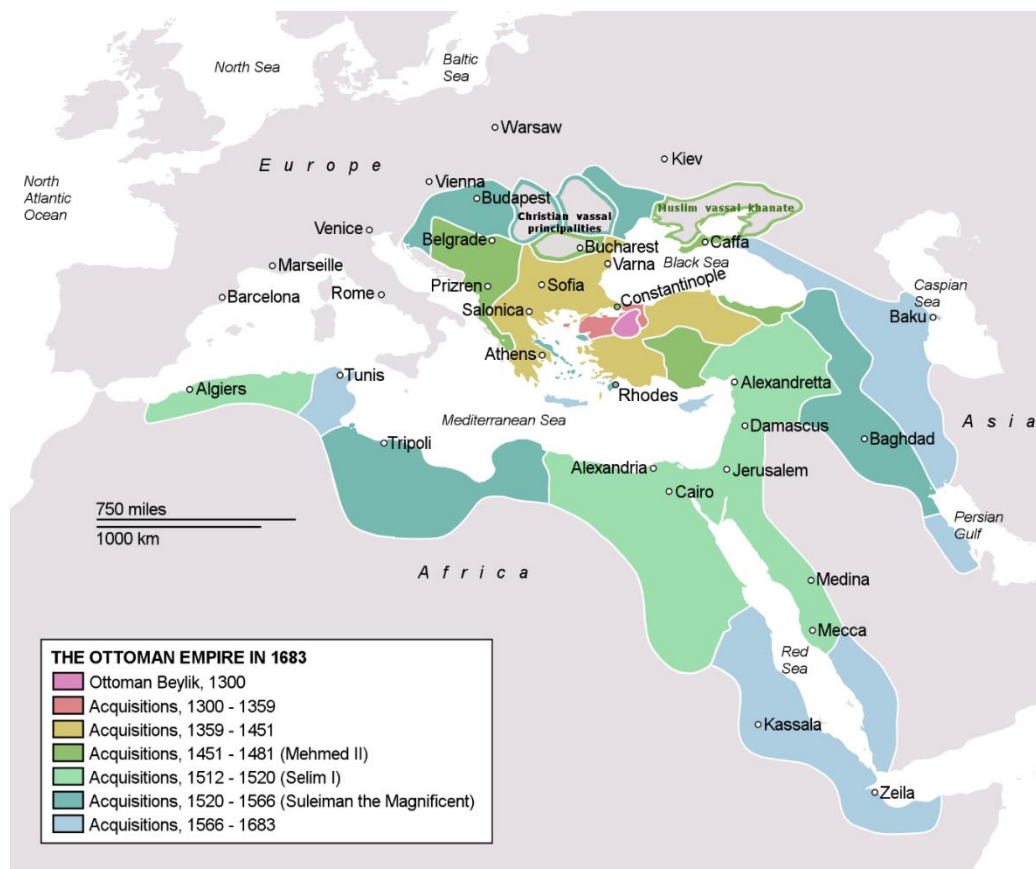 North Sea
Baltic
Sea
Warsaw
Kiev
Europe
North
Atlantic
Ocean
Vienna
Budapest
Christian vassal
principalities
Muslim vassal khanate
Venice
Belgrade
Bucharest
Caffa
Marseille
Varna
Black Sea
Barcelona
Rome
Prizren
Sofia
Constantinople
Caspian
Sea
Salonica
Baku
Athens
Tunis
Algiers
Rhodes
Alexandretta
Mediterranean Sea
Damascus
Asia
Tripoli
Baghdad
Alexandria
Jerusalem
Cairo
750 miles
1000 km
Persian
Gulf
Africa
Medina
Mecca
Red
Sea
Kassala
Zeila
THE OTTOMAN EMPIRE IN 1683
Ottoman Beylik, 1300
Acquisitions, 1300 - 1359
Acquisitions, 1359 - 1451
Acquisitions, 1451 - 1481 (Mehmed II)
Acquisitions, 1512 - 1520 (Selim I)
Acquisitions, 1520 - 1566 (Suleiman the Magnificent)
Acquisitions, 1566 - 1683